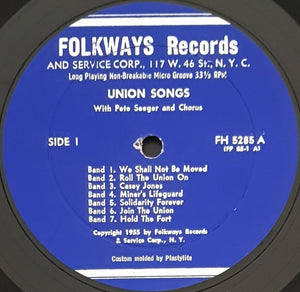 FOLKWAYS Records
AND SERVICE CORP., 117 W. 46 St., N. Y. C.
Long Playing Non-Breakable Micro Groove 33⅓ RPM
UNION SONGS
With Pete Seeger and Chorus
SIDE I
FH 5285 A
(FP 85-1 A)
Band 1. We Shall Not Be Moved
Band 2. Roll The Union On
Band 3. Casey Jones
Band 4. Miner's Lifeguard
Band 5. Solidarity Forever
Band 6. Join The Union
Band 7. Hold The Fort
Copyright 1955 by Folkways Records
& Service Corp., N. Y.
Custom molded by Plastylite